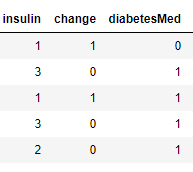 insulin change diabetesMed
1 1 0
3 0 1
1 1 1
3 0 1
2 0 1